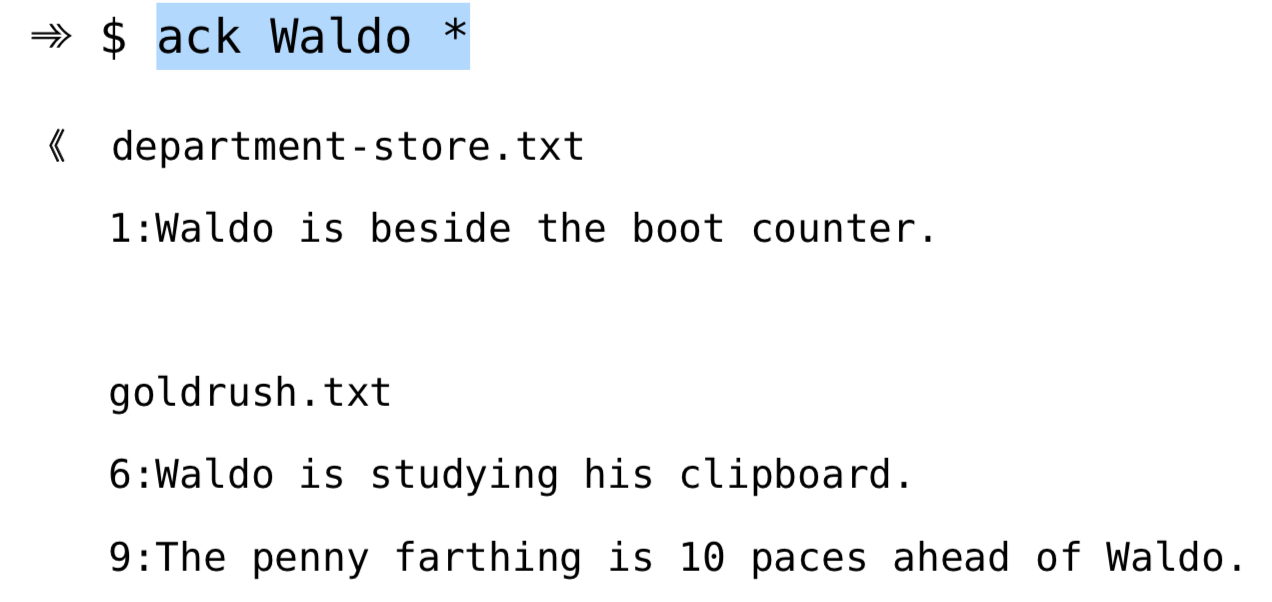 ⇛ $ ack Waldo *
⟪ department-store.txt
1:Waldo is beside the boot counter.
goldrush.txt
6:Waldo is studying his clipboard.
9:The penny farthing is 10 paces ahead of Waldo.